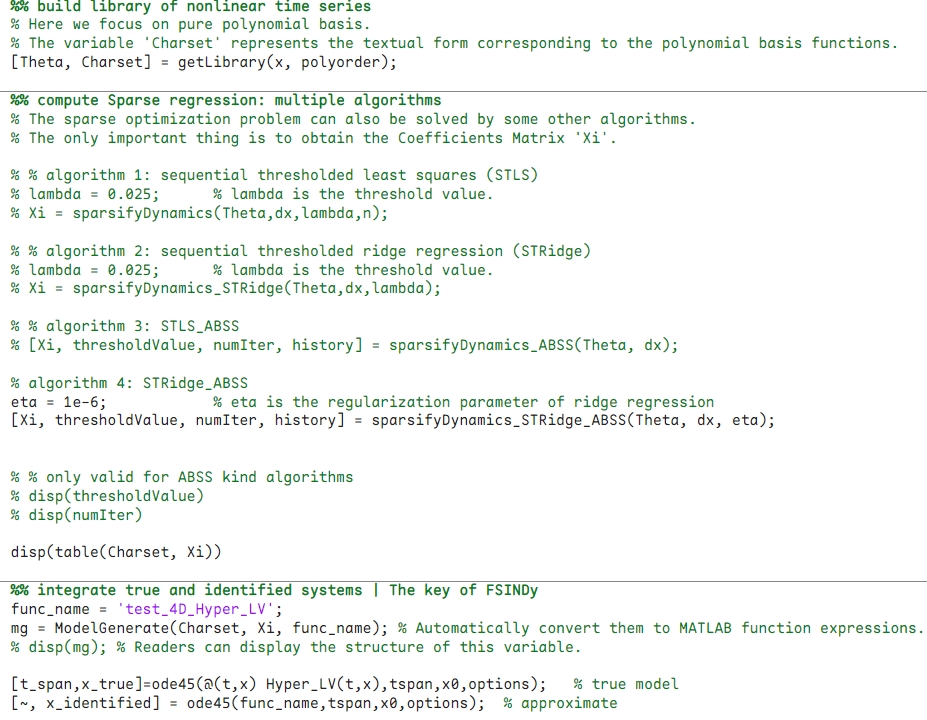 %% build library of nonlinear time series
% Here we focus on pure polynomial basis.
% The variable 'Charset' represents the textual form corresponding to the polynomial basis functions.
[Theta, Charset] = getLibrary(x, polyorder);
%% compute Sparse regression: multiple algorithms
% The sparse optimization problem can also be solved by some other algorithms.
% The only important thing is to obtain the Coefficients Matrix 'Xi'.
% % algorithm 1: sequential thresholded least squares (STLS)
% lambda = 0.025;      % lambda is the threshold value.
% Xi = sparsifyDynamics(Theta,dx,lambda,n);
% % algorithm 2: sequential thresholded ridge regression (STRidge)
% lambda = 0.025;      % lambda is the threshold value.
% Xi = sparsifyDynamics_STRidge(Theta,dx,lambda);
% % algorithm 3: STLS_ABSS
% [Xi, thresholdValue, numIter, history] = sparsifyDynamics_ABSS(Theta, dx);
% algorithm 4: STRidge_ABSS
eta = 1e-6;            % eta is the regularization parameter of ridge regression
[Xi, thresholdValue, numIter, history] = sparsifyDynamics_STRidge_ABSS(Theta, dx, eta);
% % only valid for ABSS kind algorithms
% disp(thresholdValue)
% disp(numIter)
disp(table(Charset, Xi))
%% integrate true and identified systems | The key of FSINDy
func_name = 'test_4D_Hyper_LV';
mg = ModelGenerate(Charset, Xi, func_name); % Automatically convert them to MATLAB function expressions.
% disp(mg); % Readers can display the structure of this variable.
[t_span,x_true]=ode45(@(t,x) Hyper_LV(t,x),tspan,x0,options);   % true model
[~, x_identified] = ode45(func_name,tspan,x0,options);  % approximate